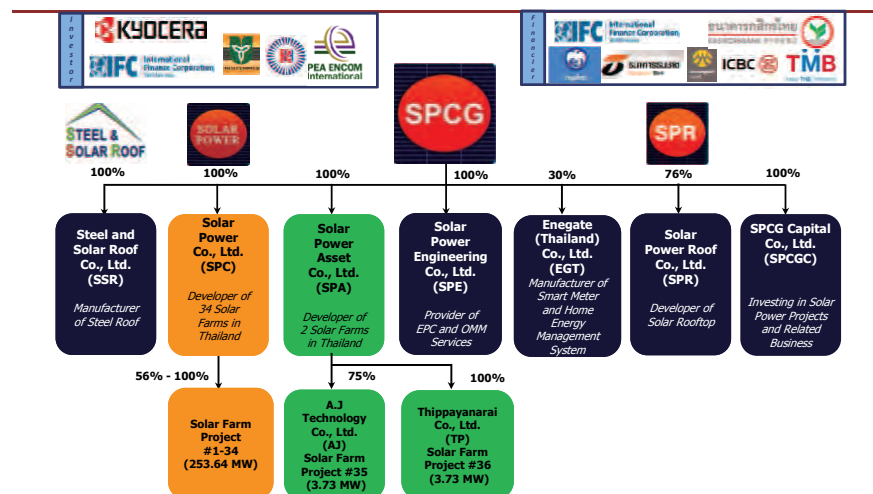 Investor
KYOCERA
IFC
International
Finance Corporation
PEA ENCOM
International
Financier
IFC
International
Finance Corporation
ธนาคารกสิกรไทย
ICBC
TMB
STEEL &
SOLAR ROOF
SOLAR
POWER
SPCG
SPR
100%
100%
100%
100%
30%
76%
100%
Steel and
Solar Roof
Co., Ltd.
(SSR)
Manufacturer
of Steel Roof
Solar
Power
Co., Ltd.
(SPC)
Developer of
34 Solar
Farms in
Thailand
Solar
Power
Asset
Co., Ltd.
(SPA)
Developer of
2 Solar Farms
in Thailand
Solar
Power
Engineering
Co., Ltd.
(SPE)
Provider of
EPC and OMM
Services
Enegate
(Thailand)
Co., Ltd.
(EGT)
Manufacturer of
Smart Meter
and Home
Energy
Management
System
Solar
Power Roof
Co., Ltd.
(SPR)
Developer of
Solar Rooftop
SPCG Capital
Co., Ltd.
(SPCGC)
Investing in Solar
Power Projects
and Related
Business
56% - 100%
75%
100%
Solar Farm
Project
#1-34
(253.64 MW)
A.J
Technology
Co., Ltd.
(AJ)
Solar Farm
Project #35
(3.73 MW)
Thippayanarai
Co., Ltd.
(TP)
Solar Farm
Project #36
(3.73 MW)